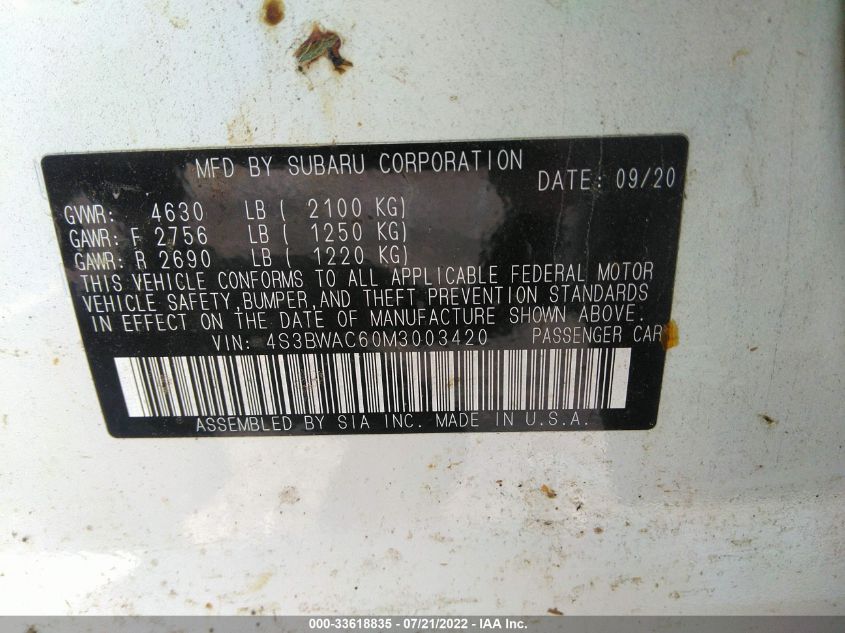 MFD BY SUBARU CORPORATION
DATE: 09/20
GVWR: 4630 LB ( 2100 KG)
GAWR: F 2756 LB ( 1250 KG)
GAWR: R 2690 LB ( 1220 KG)
THIS VEHICLE CONFORMS TO ALL APPLICABLE FEDERAL MOTOR
VEHICLE SAFETY,BUMPER,AND THEFT PREVENTION STANDARDS
IN EFFECT ON THE DATE OF MANUFACTURE SHOWN ABOVE.
VIN: 4S3BWAC60M3003420 PASSENGER CAR
ASSEMBLED BY SIA INC. MADE IN U.S.A.
000-33618835 - 07/21/2022 - IAA Inc.